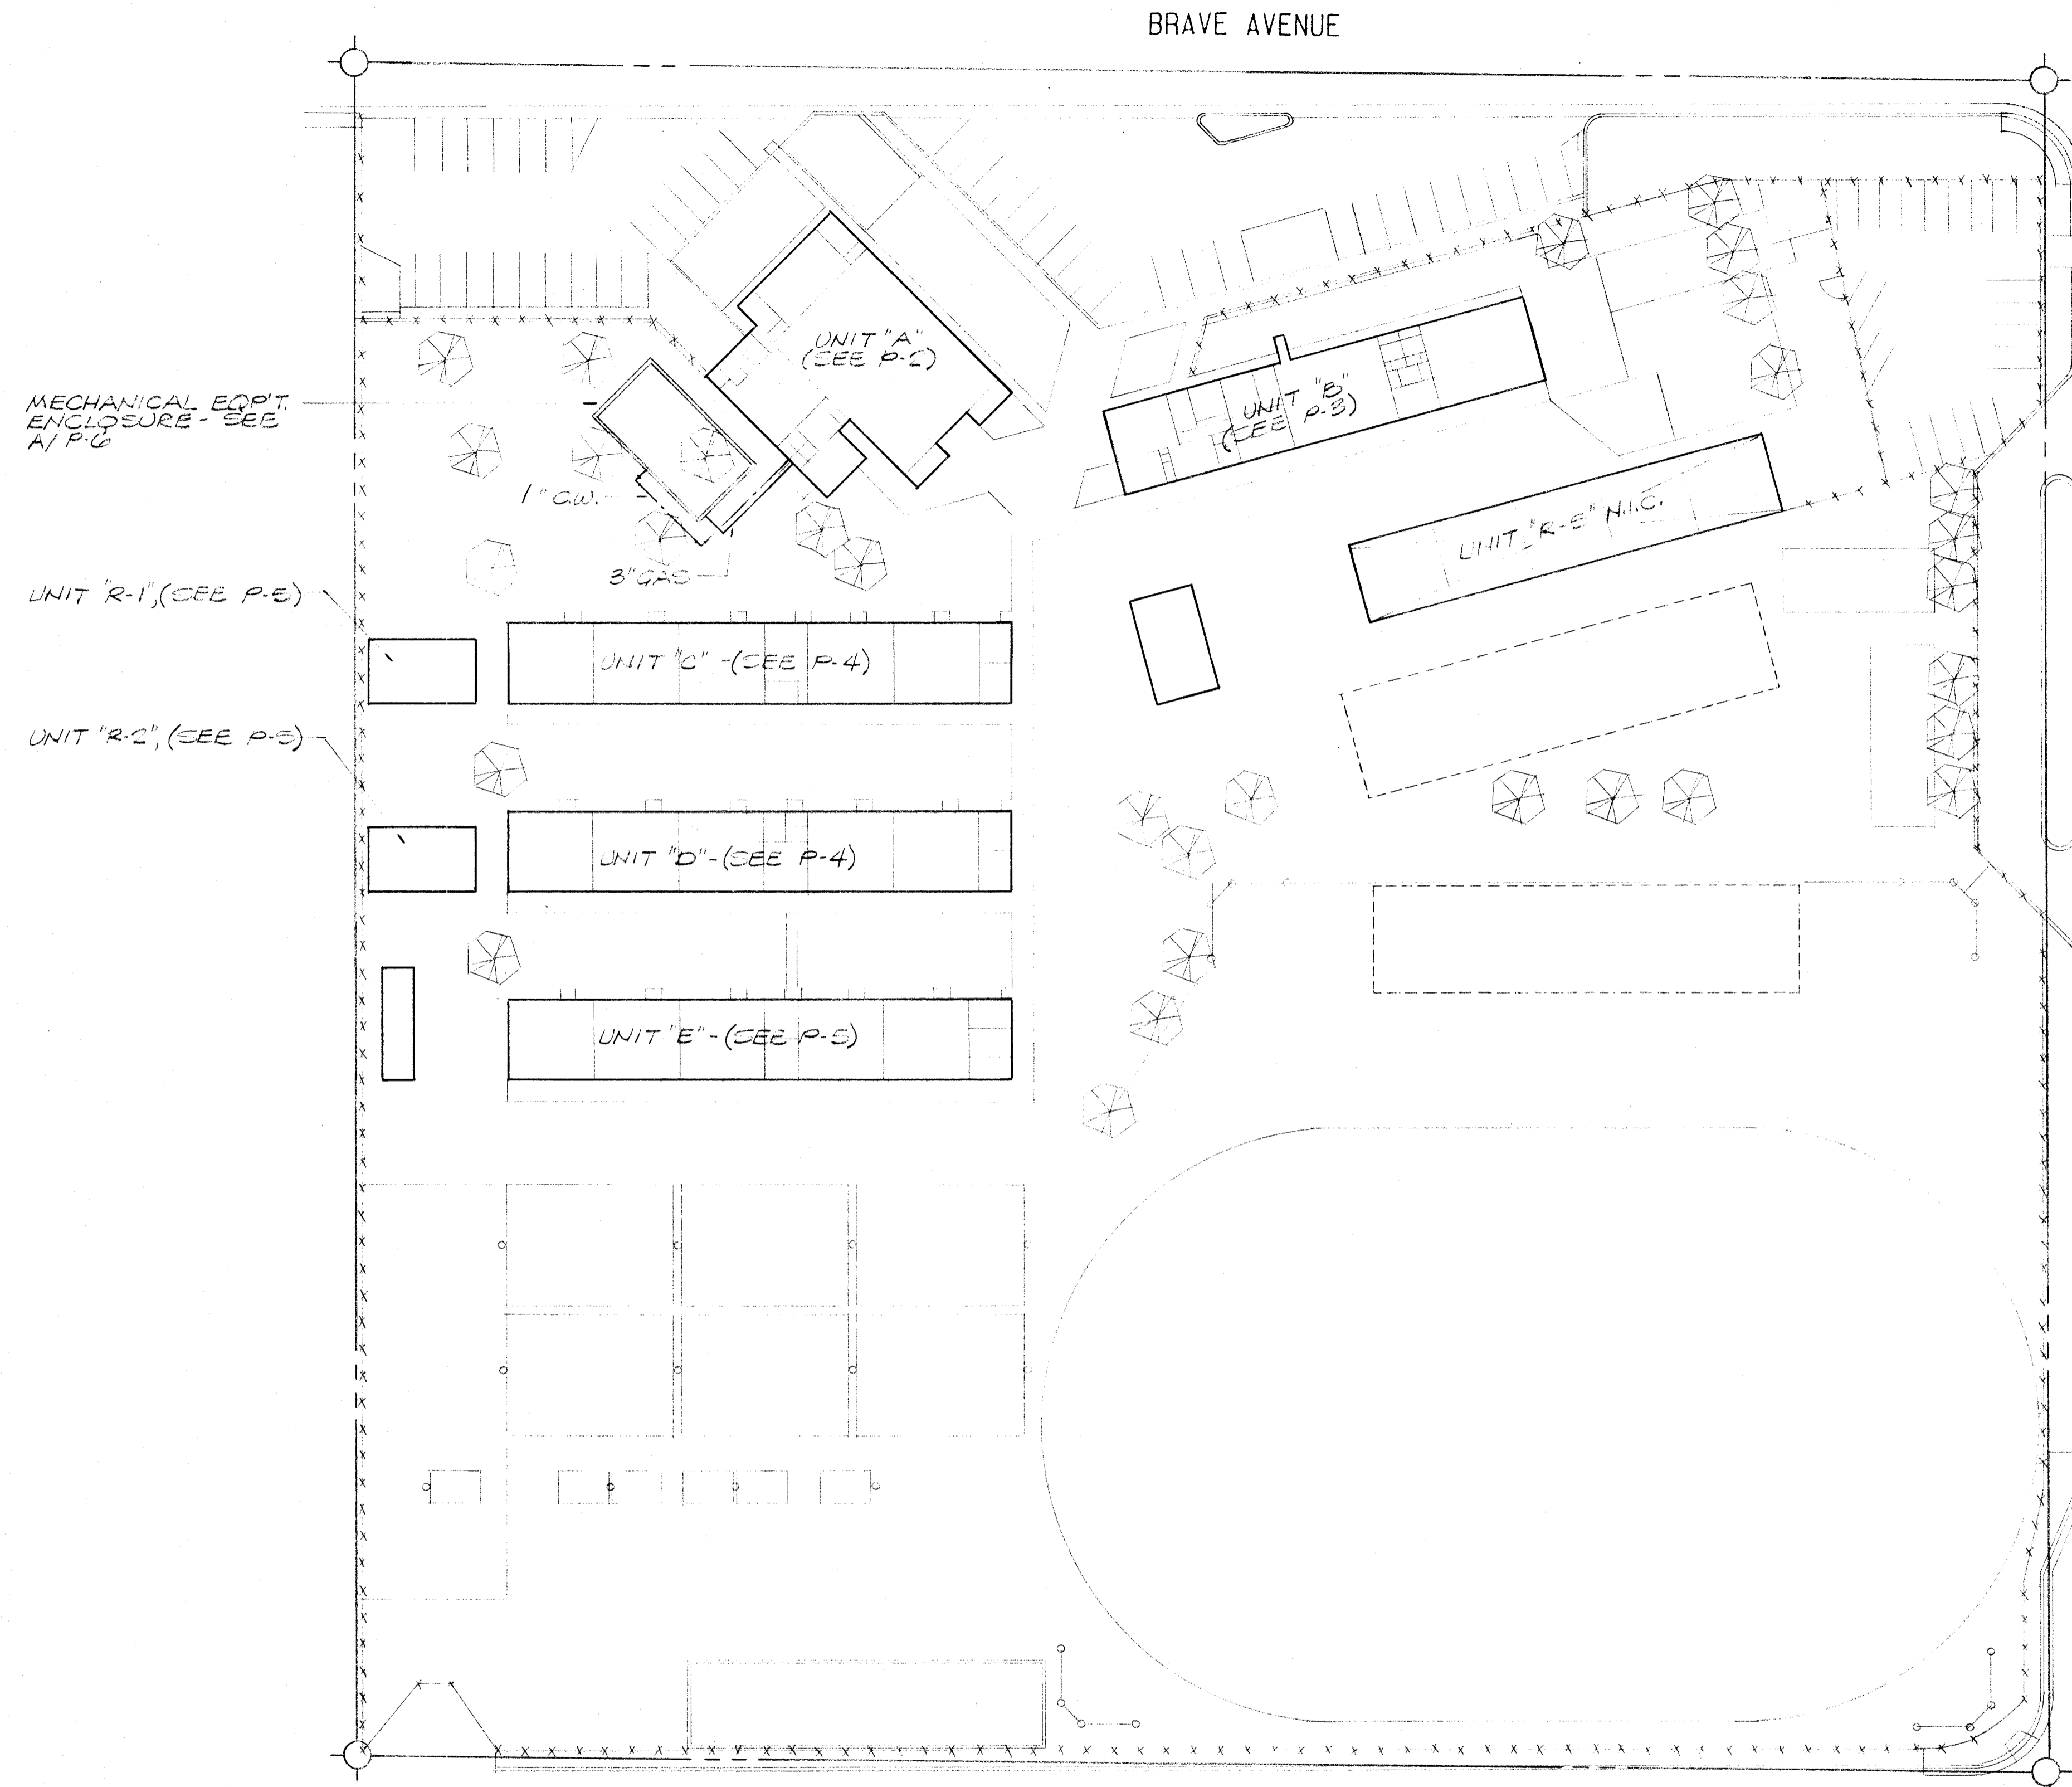 BRAVE AVENUE
UNIT "A"
(SEE P-2)
UNIT "B"
(SEE P-3)
MECHANICAL EQP'T.
ENCLOSURE - SEE
A/P-6
1" C.W.
UNIT "R-5" N.I.C.
3" GAS
UNIT "R-1", (SEE P-5)
UNIT "C" - (SEE P-4)
UNIT "R-2", (SEE P-5)
UNIT "D" - (SEE P-4)
UNIT "E" - (SEE P-5)